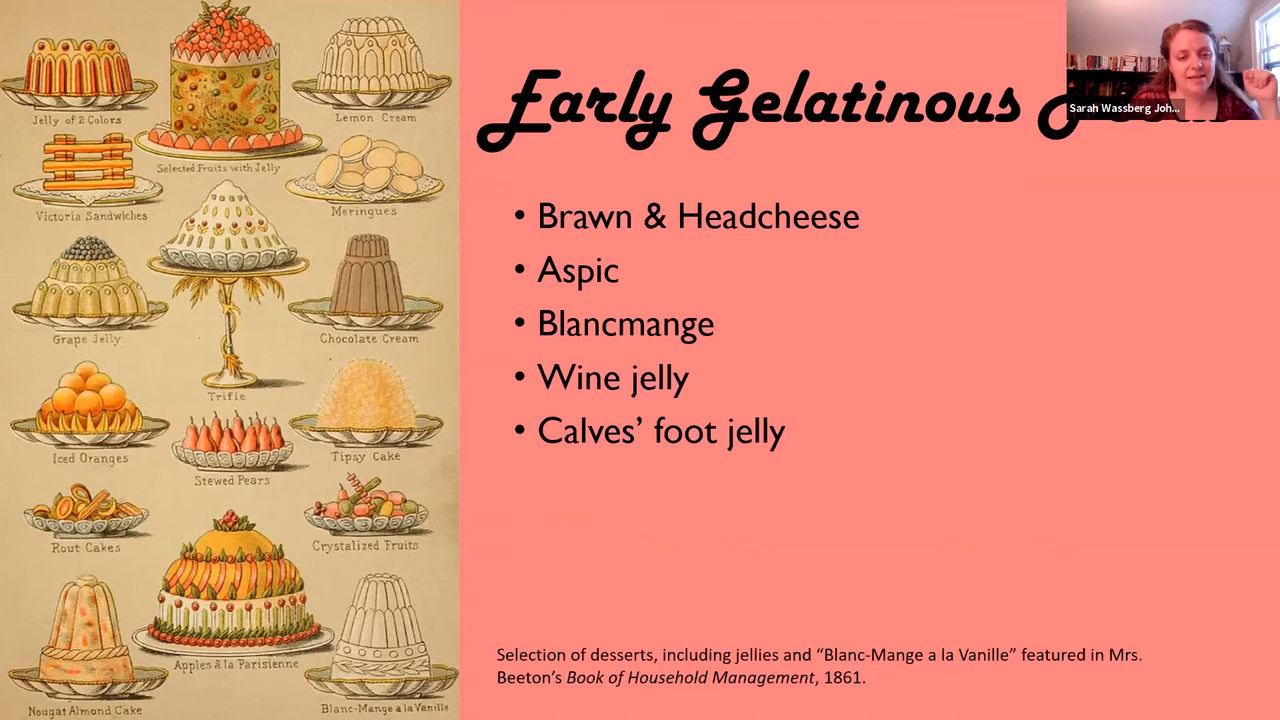 Early Gelatinous
Sarah Wassberg Joh...
• Brawn & Headcheese
• Aspic
• Blancmange
• Wine jelly
• Calves’ foot jelly
Selection of desserts, including jellies and “Blanc-Mange a la Vanille” featured in Mrs.
Beeton’s Book of Household Management, 1861.
Jelly of 2 Colors
Lemon Cream
Selected Fruits with Jelly
Victoria Sandwiches
Meringues
Grape Jelly
Chocolate Cream
Trifle
Iced Oranges
Tipsy Cake
Stewed Pears
Rout Cakes
Crystalized Fruits
Apples à la Parisienne
Nougat Almond Cake
Blanc-Mange a la Vanille